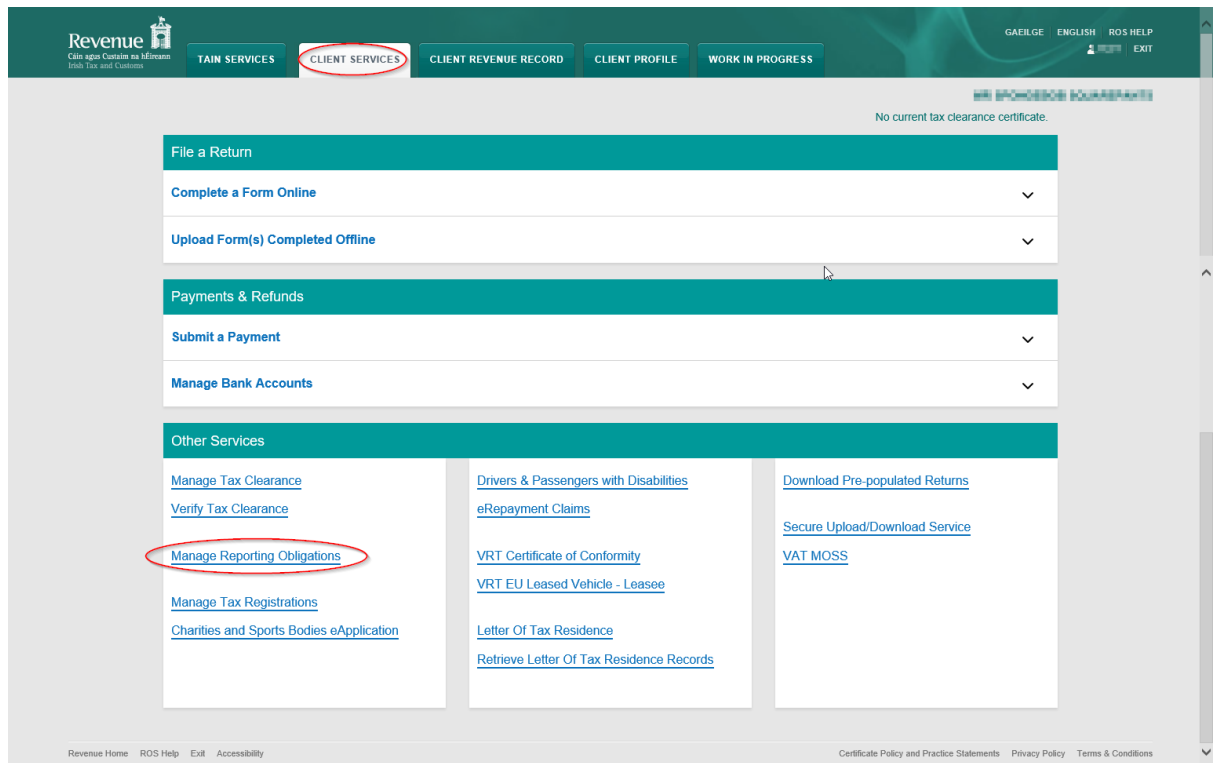 GAEILGE ENGLISH ROS HELP
Revenue
Cáin agus Custaim na hÉireann
Irish Tax and Customs
EXIT
TAIN SERVICES CLIENT SERVICES CLIENT REVENUE RECORD CLIENT PROFILE WORK IN PROGRESS
No current tax clearance certificate.
File a Return
Complete a Form Online
Upload Form(s) Completed Offline
Payments & Refunds
Submit a Payment
Manage Bank Accounts
Other Services
Manage Tax Clearance
Verify Tax Clearance
Manage Reporting Obligations
Manage Tax Registrations
Charities and Sports Bodies eApplication
Drivers & Passengers with Disabilities
eRepayment Claims
VRT Certificate of Conformity
VRT EU Leased Vehicle - Leasee
Letter Of Tax Residence
Retrieve Letter Of Tax Residence Records
Download Pre-populated Returns
Secure Upload/Download Service
VAT MOSS
Revenue Home ROS Help Exit Accessibility Certificate Policy and Practice Statements Privacy Policy Terms & Conditions